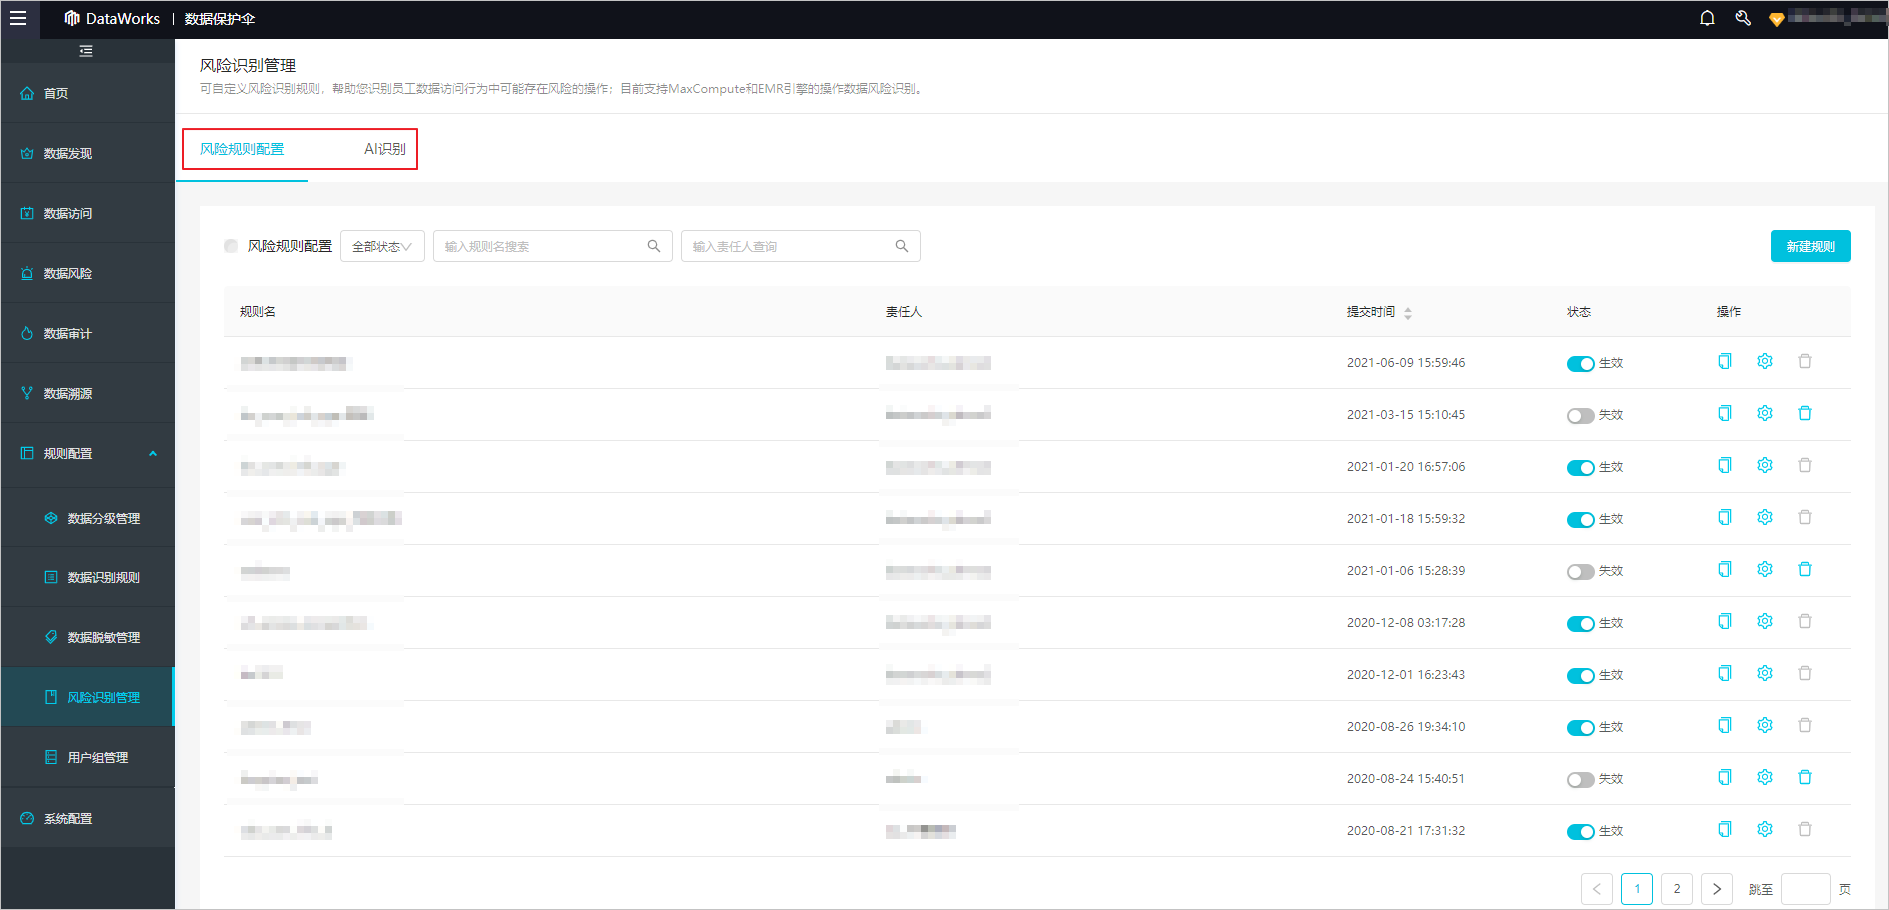 DataWorks | 数据保护伞
首页
数据发现
数据访问
数据风险
数据审计
数据溯源
规则配置
数据分级管理
数据识别规则
数据脱敏管理
风险识别管理
用户组管理
系统配置
风险识别管理
可自定义风险识别规则，帮助您识别员工数据访问行为中可能存在风险的操作；目前支持MaxCompute和EMR引擎的操作数据风险识别。
风险规则配置 AI识别
风险规则配置 全部状态 输入规则名搜索 输入责任人查询 新建规则
规则名 责任人 提交时间 状态 操作
2021-06-09 15:59:46 生效
2021-03-15 15:10:45 失效
2021-01-20 16:57:06 生效
2021-01-18 15:59:32 生效
2021-01-06 15:28:39 失效
2020-12-08 03:17:28 生效
2020-12-01 16:23:43 生效
2020-08-26 19:34:10 生效
2020-08-24 15:40:51 失效
2020-08-21 17:31:32 生效
1 2 跳至 页